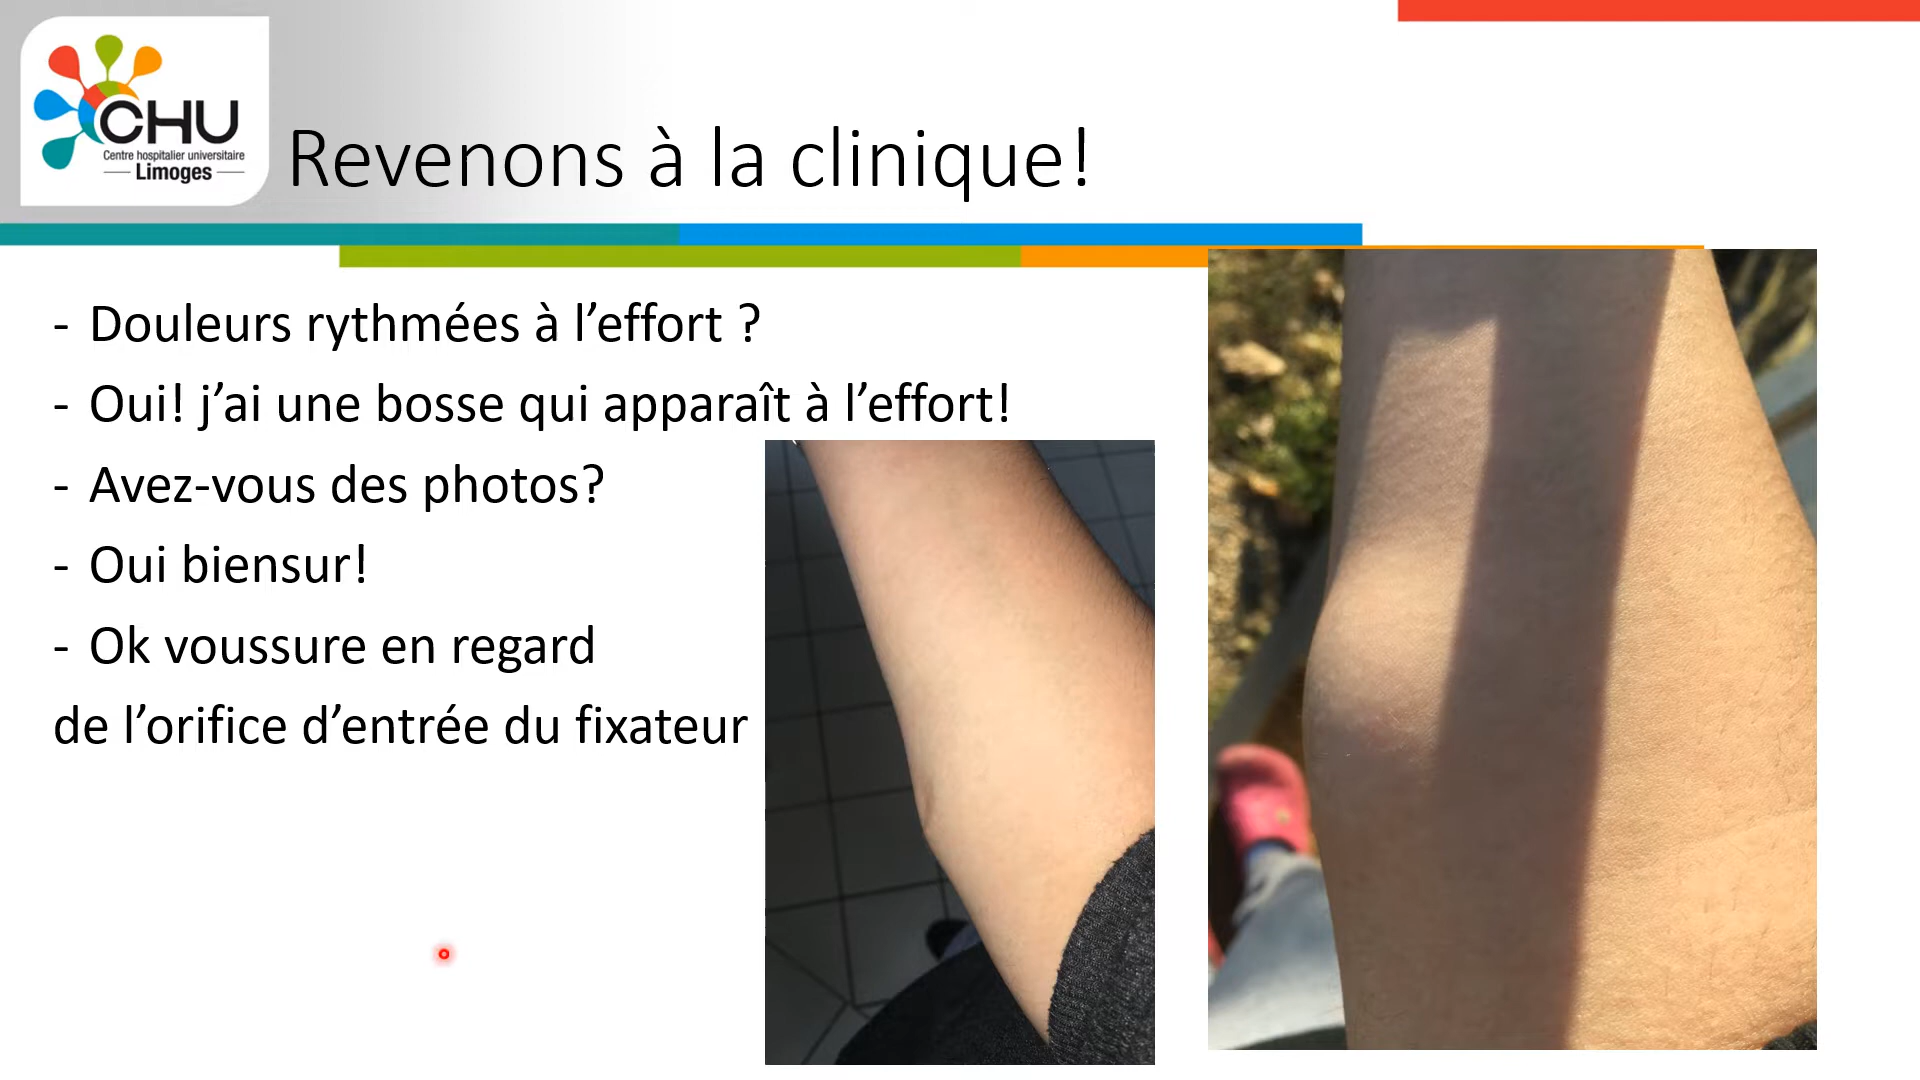 CHU
Centre hospitalier universitaire
Limoges
Revenons à la clinique!
- Douleurs rythmées à l’effort ?
- Oui! j’ai une bosse qui apparaît à l’effort!
- Avez-vous des photos?
- Oui biensur!
- Ok voussure en regard
de l’orifice d’entrée du fixateur